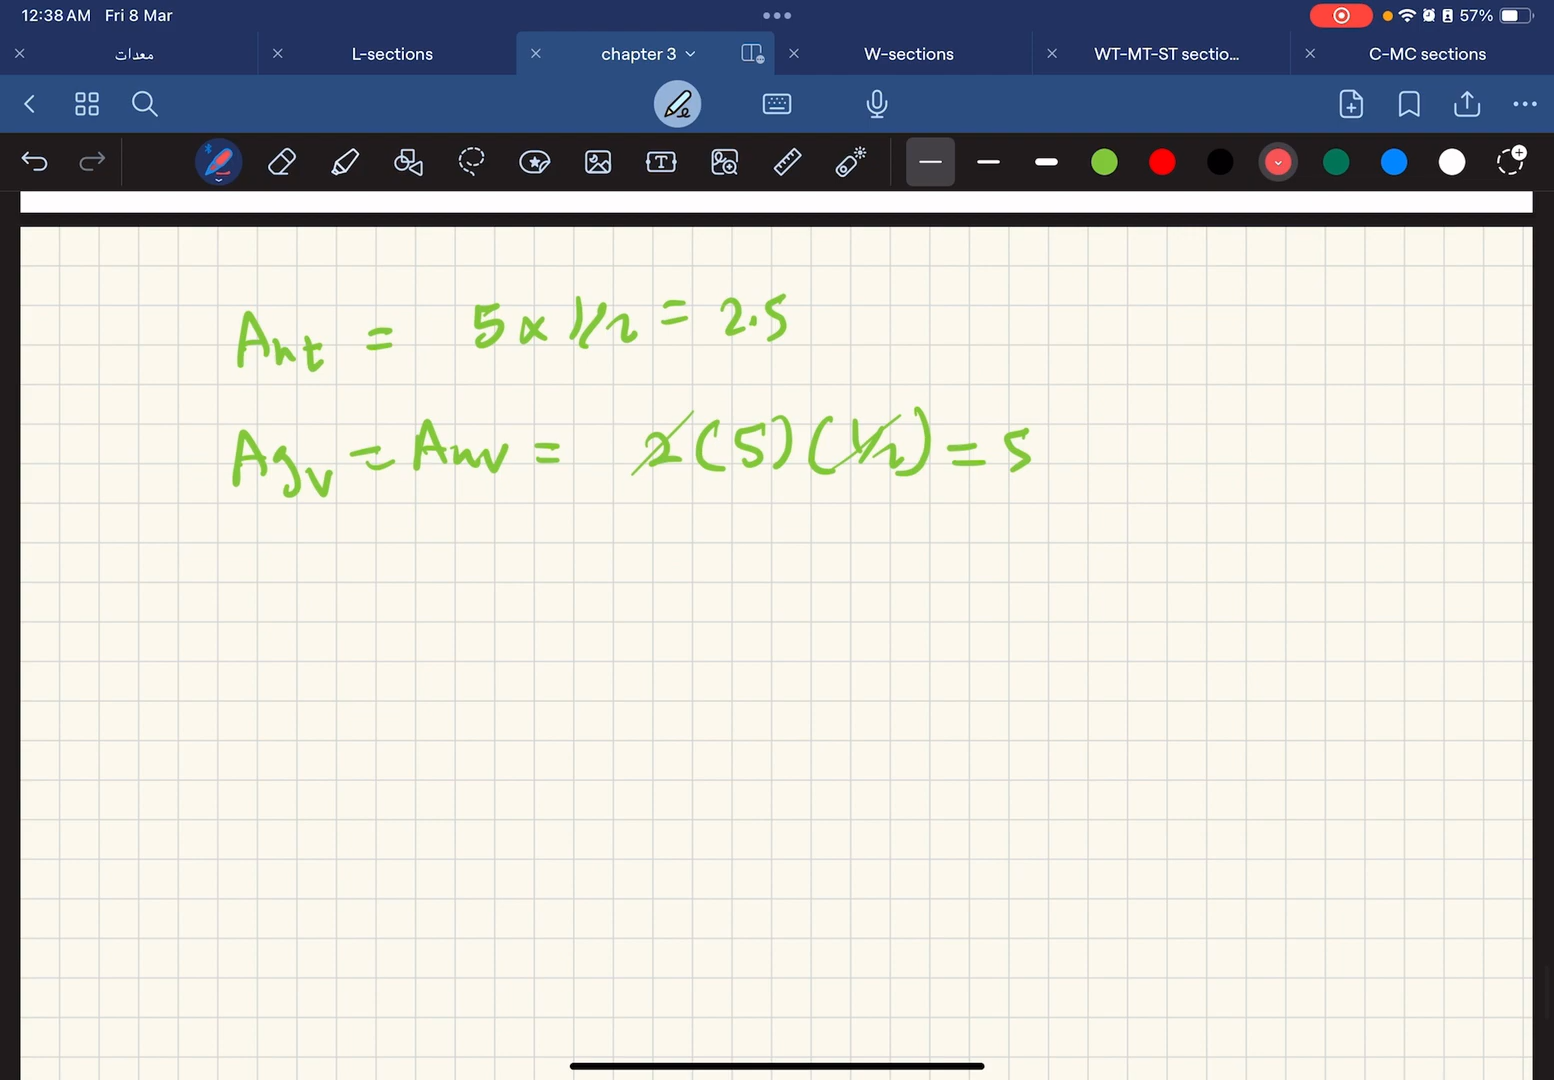 12:38 AM Fri 8 Mar 57%
معدات L-sections chapter 3 W-sections WT-MT-ST sectio... C-MC sections
Ant = 5 x 1/2 = 2.5
Agv = Anv = 2(5)(1/2) = 5